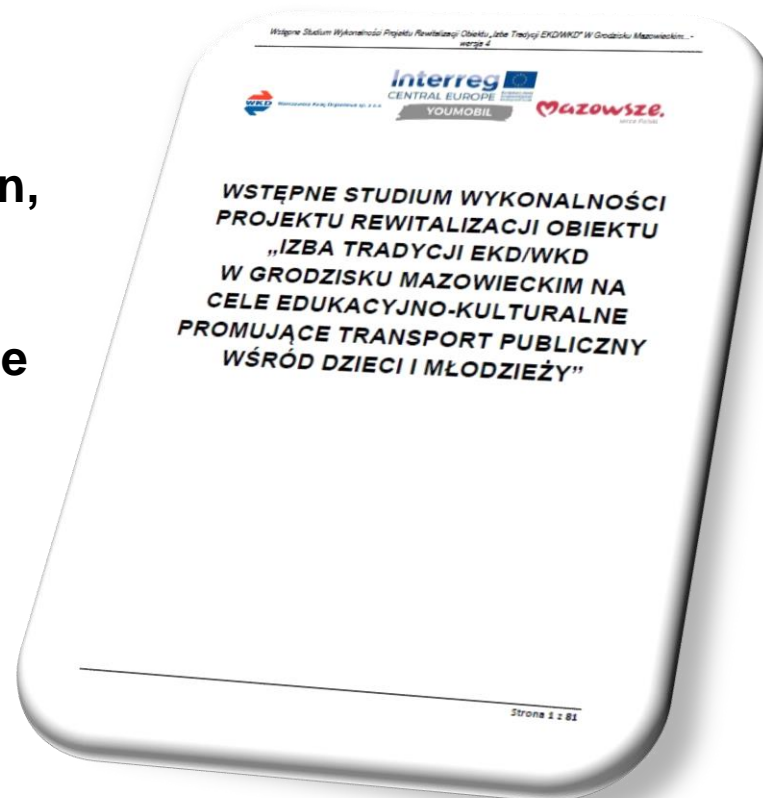 Wstępne Studium Wykonalności Projektu Rewitalizacji Obiektu „Izba Tradycji EKD/WKD” W Grodzisku Mazowieckim...-
wersja 4
WKD
Interreg
CENTRAL EUROPE
YOUMOBIL
Mazowsze.
serce Polski
n,
WSTĘPNE STUDIUM WYKONALNOŚCI
PROJEKTU REWITALIZACJI OBIEKTU
„IZBA TRADYCJI EKD/WKD
W GRODZISKU MAZOWIECKIM NA
CELE EDUKACYJNO-KULTURALNE
PROMUJĄCE TRANSPORT PUBLICZNY
e
WŚRÓD DZIECI I MŁODZIEŻY”
Strona 1 z 81